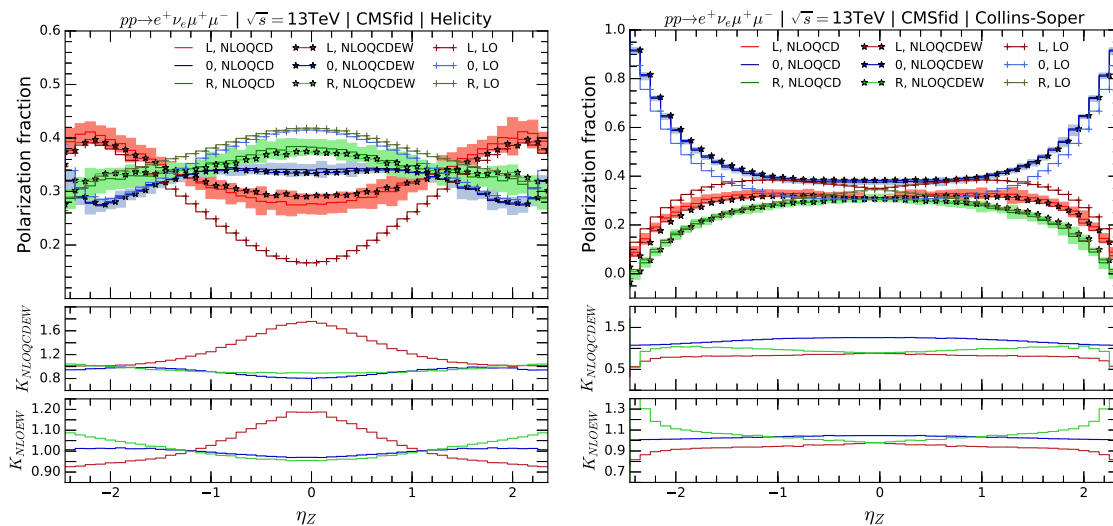 pp→e⁺ν_eμ⁺μ⁻ | √s = 13TeV | CMSfid | Helicity
L, NLOQCD
0, NLOQCD
R, NLOQCD
L, NLOQCDEW
0, NLOQCDEW
R, NLOQCDEW
L, LO
0, LO
R, LO
Polarization fraction
0.6
0.5
0.4
0.3
0.2
K_NLOQCDEW
1.6
1.2
0.8
K_NLOEW
1.20
1.10
1.00
0.90
−2 −1 0 1 2
η_Z
pp→e⁺ν_eμ⁺μ⁻ | √s = 13TeV | CMSfid | Collins-Soper
L, NLOQCD
0, NLOQCD
R, NLOQCD
L, NLOQCDEW
0, NLOQCDEW
R, NLOQCDEW
L, LO
0, LO
R, LO
Polarization fraction
1.0
0.8
0.6
0.4
0.2
0.0
K_NLOQCDEW
1.5
0.5
K_NLOEW
1.3
1.1
0.9
0.7
−2 −1 0 1 2
η_Z